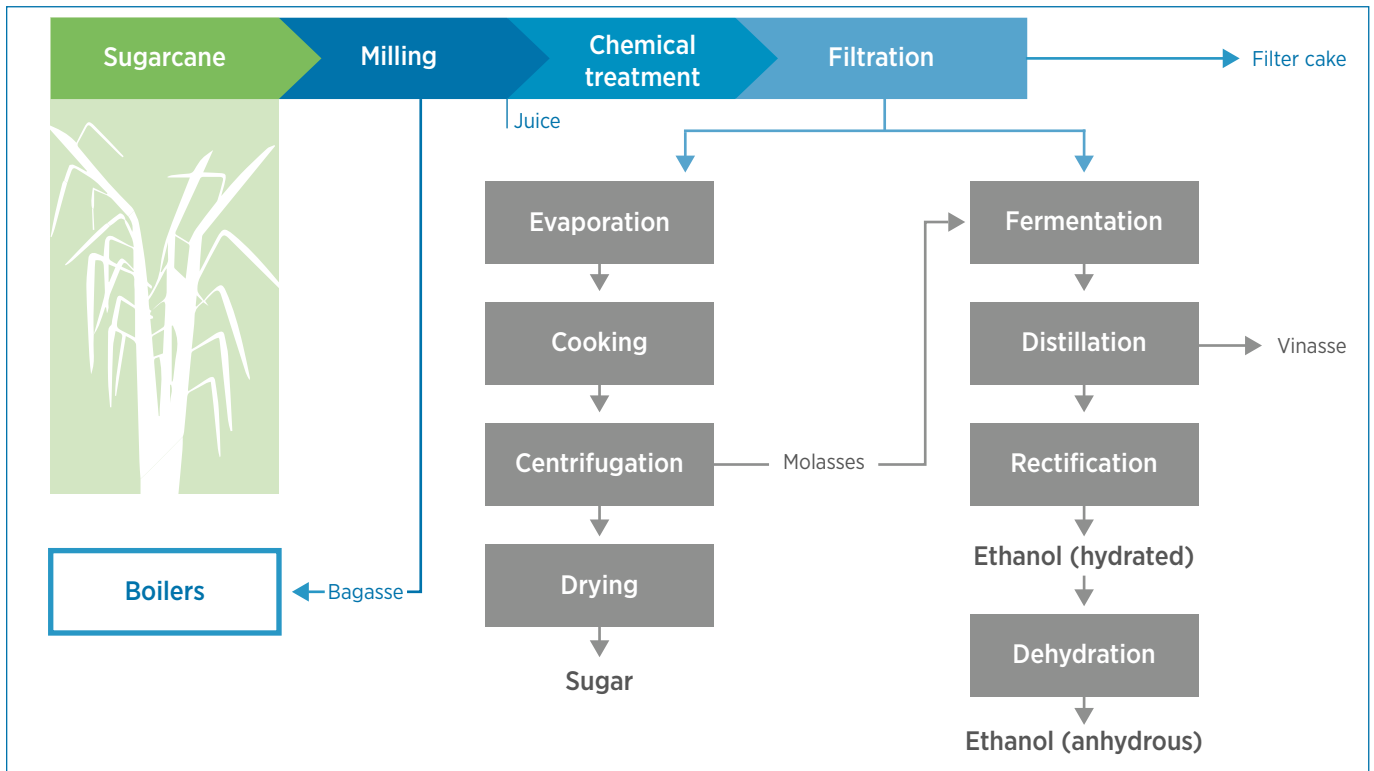 Sugarcane
Milling
Chemical
treatment
Filtration
Filter cake
Juice
Evaporation
Fermentation
Cooking
Distillation
Vinasse
Centrifugation
Molasses
Rectification
Ethanol (hydrated)
Boilers
Bagasse
Drying
Dehydration
Sugar
Ethanol (anhydrous)